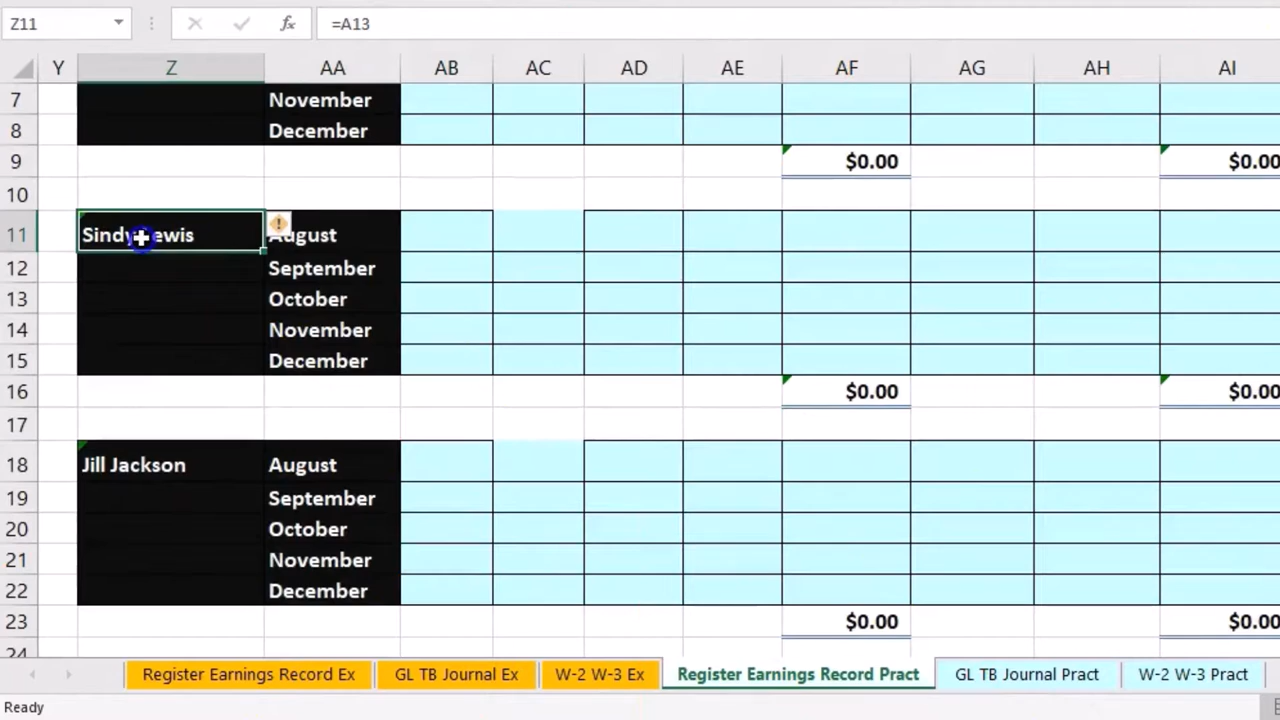 Z11 fx =A13
Y Z AA AB AC AD AE AF AG AH AI
7 November
8 December
9 $0.00 $0.00
10
11 Sindy Lewis August
12 September
13 October
14 November
15 December
16 $0.00 $0.00
17
18 Jill Jackson August
19 September
20 October
21 November
22 December
23 $0.00 $0.00
24
Register Earnings Record Ex GL TB Journal Ex W-2 W-3 Ex Register Earnings Record Pract GL TB Journal Pract W-2 W-3 Pract
Ready